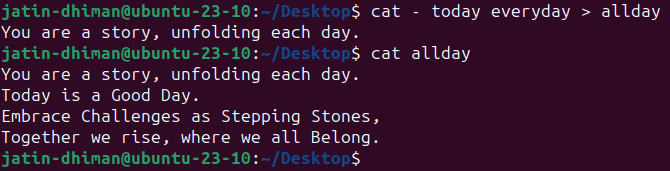 jatin-dhiman@ubuntu-23-10:~/Desktop$ cat - today everyday > allday
You are a story, unfolding each day.
jatin-dhiman@ubuntu-23-10:~/Desktop$ cat allday
You are a story, unfolding each day.
Today is a Good Day.
Embrace Challenges as Stepping Stones,
Together we rise, where we all Belong.
jatin-dhiman@ubuntu-23-10:~/Desktop$